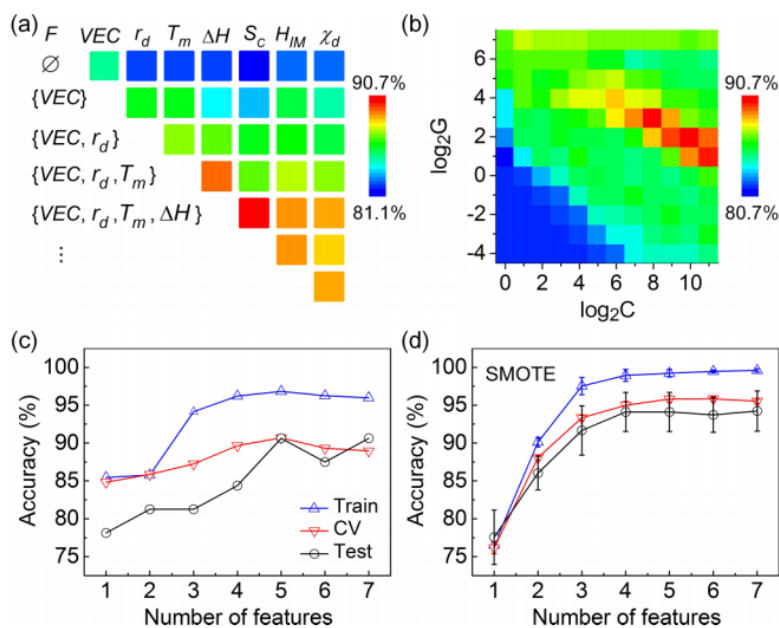 (a)
F VEC r_d T_m ΔH S_c H_IM χ_d
∅
{VEC}
{VEC, r_d}
{VEC, r_d, T_m}
{VEC, r_d, T_m, ΔH}
⋮
90.7%
81.1%
(b)
log₂G
6
4
2
0
-2
-4
0 2 4 6 8 10
log₂C
90.7%
80.7%
(c)
Accuracy (%)
100
95
90
85
80
75
Train
CV
Test
1 2 3 4 5 6 7
Number of features
(d)
SMOTE
Accuracy (%)
100
95
90
85
80
75
1 2 3 4 5 6 7
Number of features